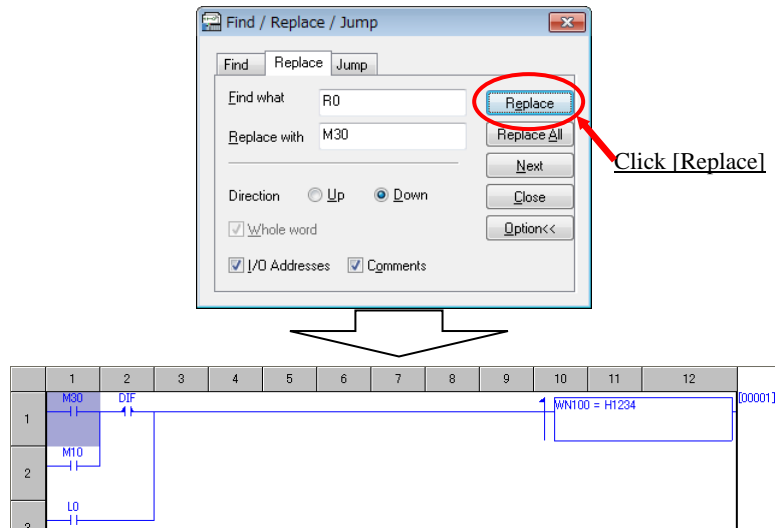 Find / Replace / Jump
Find Replace Jump
Find what R0 Replace
Replace with M30 Replace All
Click [Replace]
Next
Direction Up Down Close
Whole word Option<<
I/O Addresses Comments
1 2 3 4 5 6 7 8 9 10 11 12
M30 DIF WN100 = H1234 [00001]
1
M10
2
L0
3